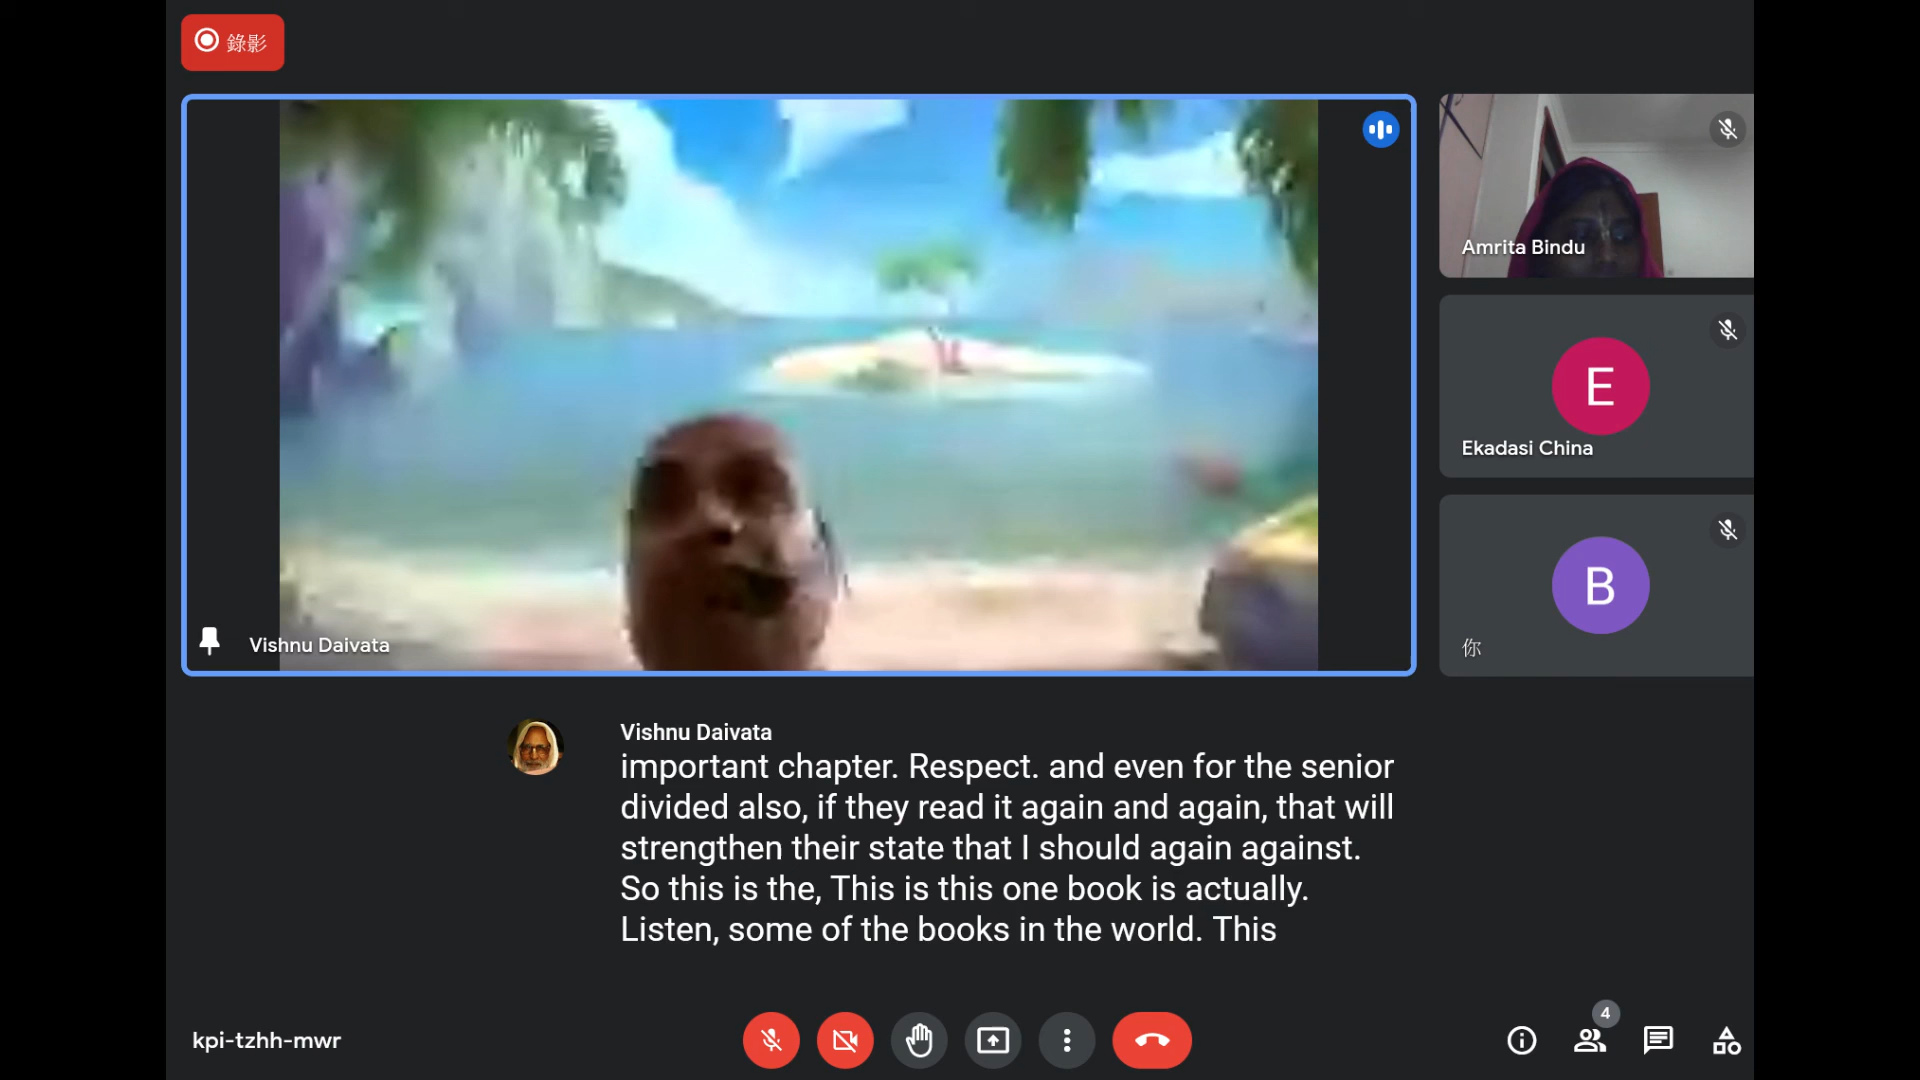 錄影
Amrita Bindu
E
Ekadasi China
B
你
Vishnu Daivata
Vishnu Daivata
important chapter. Respect. and even for the senior
divided also, if they read it again and again, that will
strengthen their state that I should again against.
So this is the, This is this one book is actually.
Listen, some of the books in the world. This
kpi-tzhh-mwr
4